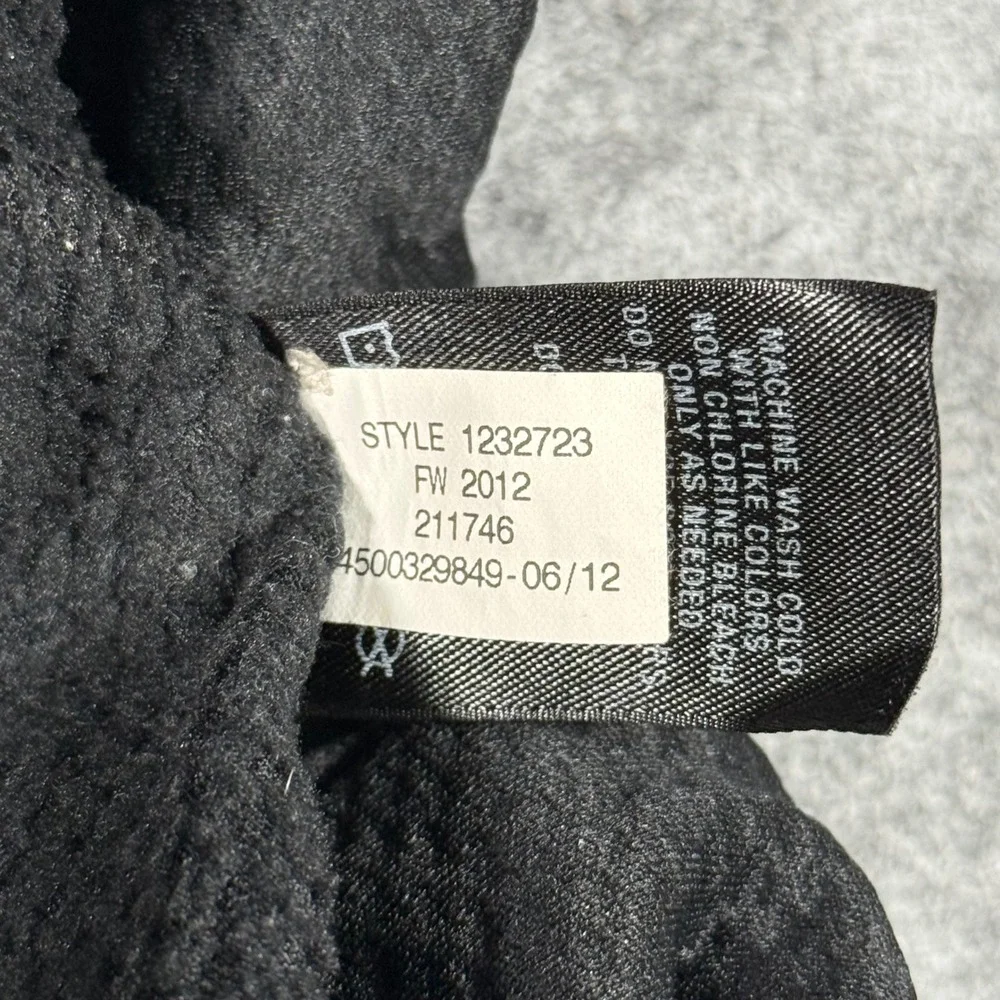 STYLE 1232723
FW 2012
211746
4500329849-06/12
MACHINE WASH COLD
WITH LIKE COLORS
NON CHLORINE BLEACH
ONLY AS NEEDED
DO